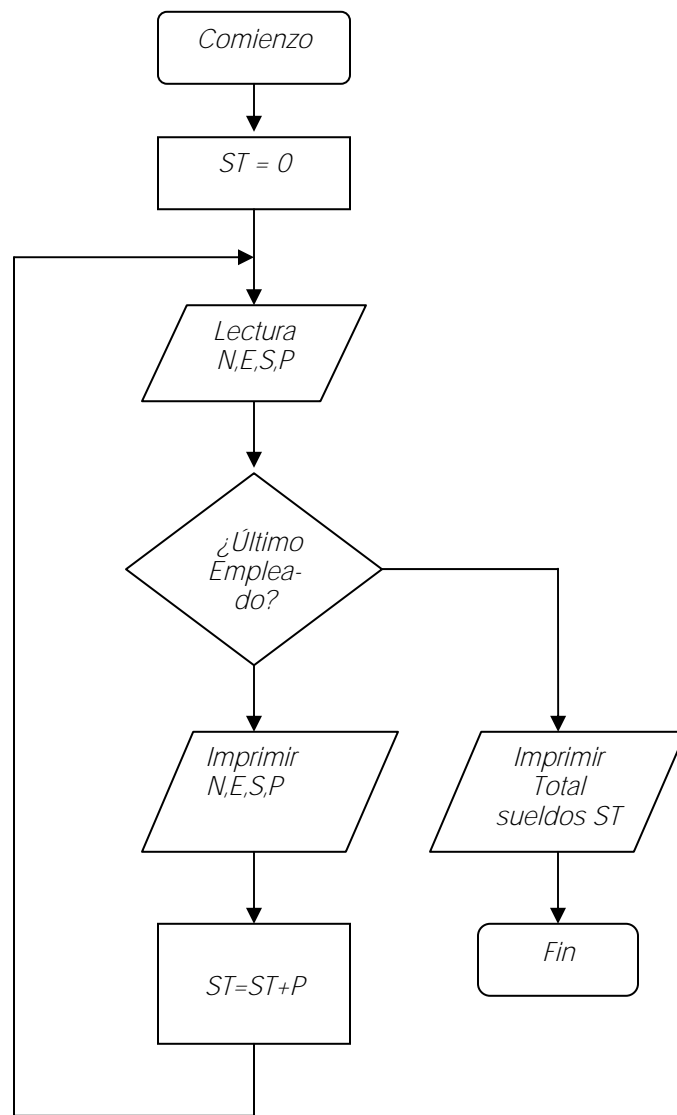 Comienzo
ST = 0
Lectura
N,E,S,P
¿Último
Emplea-
do?
Imprimir
N,E,S,P
Imprimir
Total
sueldos ST
ST=ST+P
Fin